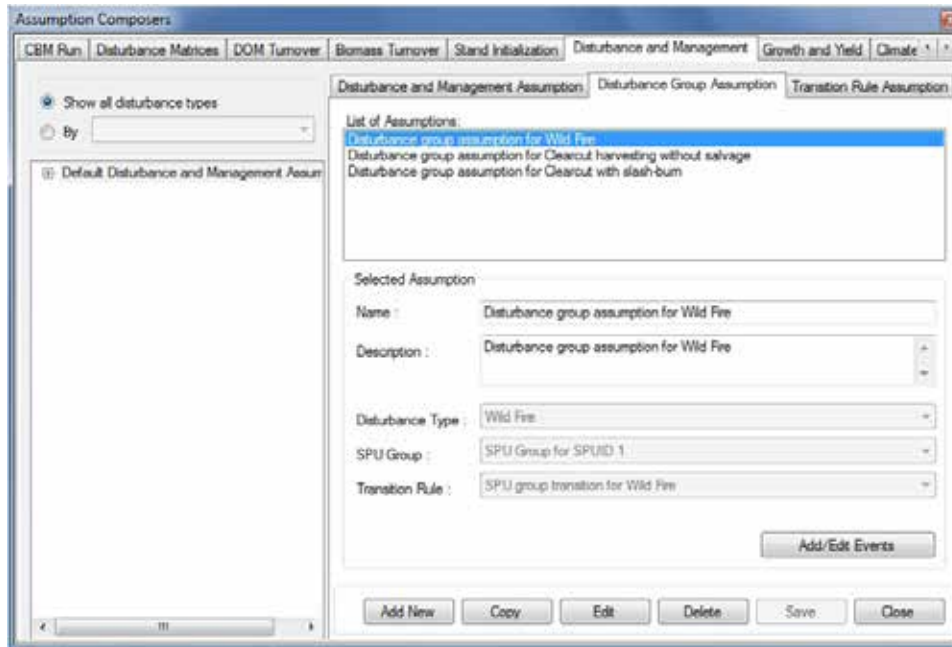 Assumption Composers
CBM Run Disturbance Matrices DOM Turnover Biomass Turnover Stand Initialization Disturbance and Management Growth and Yield Climate
Disturbance and Management Assumption Disturbance Group Assumption Transition Rule Assumption
Show all disturbance types
By
Default Disturbance and Management Assum
List of Assumptions:
Disturbance group assumption for Wild Fire
Disturbance group assumption for Clearcut harvesting without salvage
Disturbance group assumption for Clearcut with slash-burn
Selected Assumption
Name : Disturbance group assumption for Wild Fire
Description : Disturbance group assumption for Wild Fire
Disturbance Type : Wild Fire
SPU Group : SPU Group for SPUID 1
Transition Rule : SPU group transition for Wild Fire
Add/Edit Events
Add New Copy Edit Delete Save Close